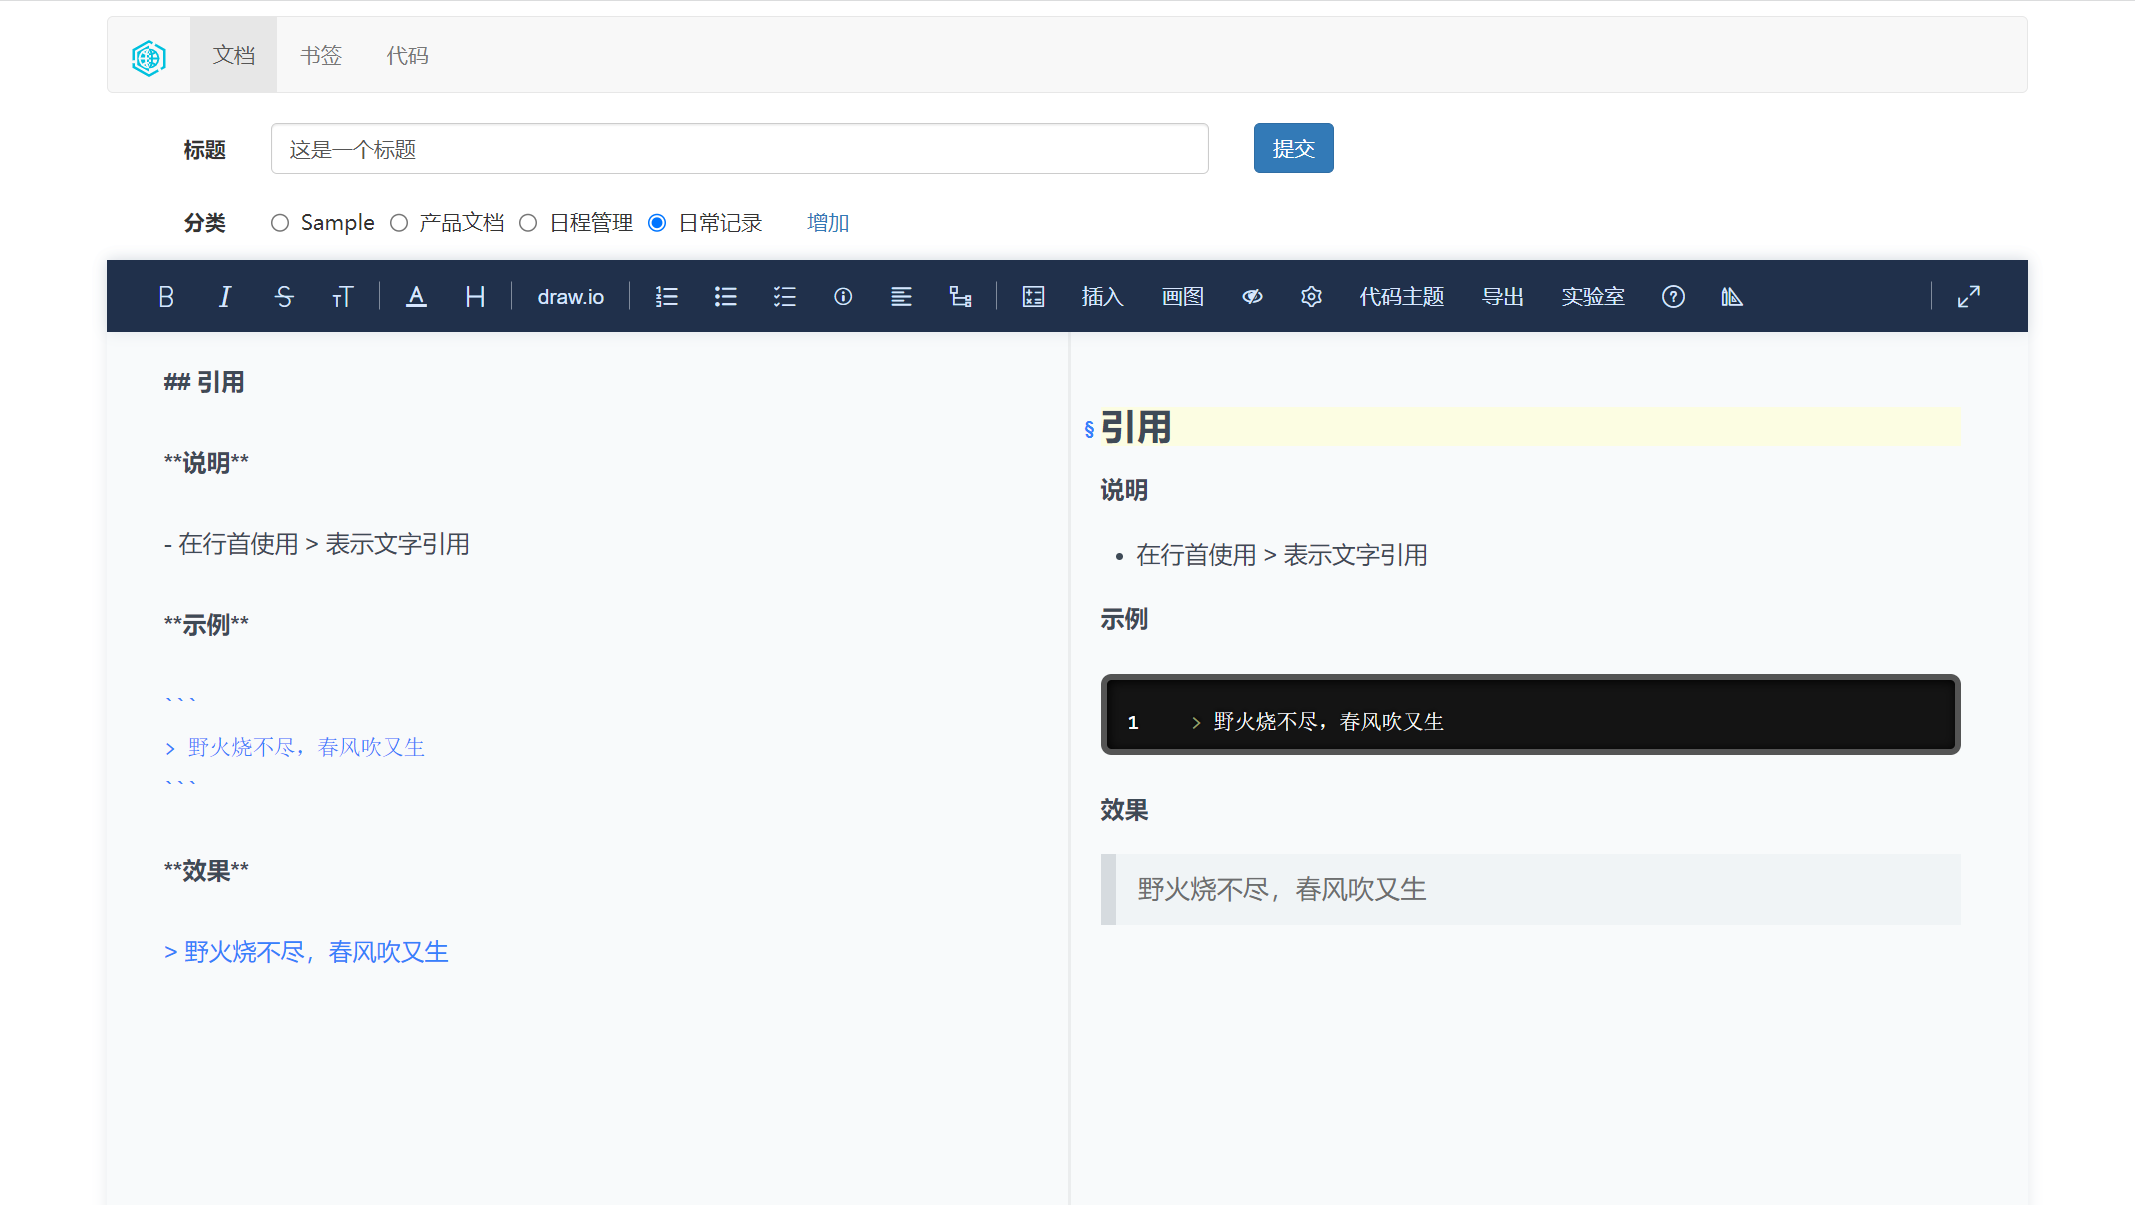 文档 书签 代码
标题 这是一个标题 提交
分类 Sample 产品文档 日程管理 日常记录 增加
B I S TT A H draw.io 插入 画图 代码主题 导出 实验室
## 引用
**说明**
- 在行首使用 > 表示文字引用
**示例**
```
> 野火烧不尽，春风吹又生
```
**效果**
> 野火烧不尽，春风吹又生
§ 引用
说明
• 在行首使用 > 表示文字引用
示例
1 > 野火烧不尽，春风吹又生
效果
野火烧不尽，春风吹又生